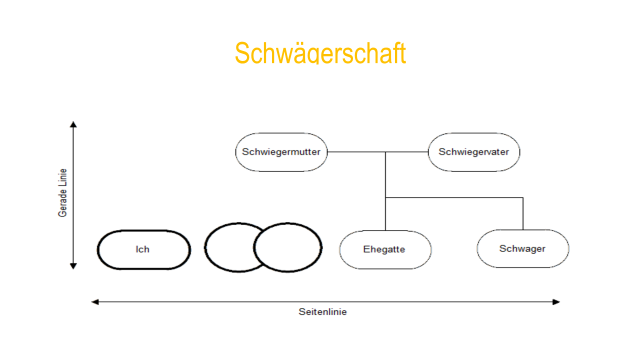 Schwägerschaft
Schwiegermutter
Schwiegervater
Gerade Linie
Ich
Ehegatte
Schwager
Seitenlinie